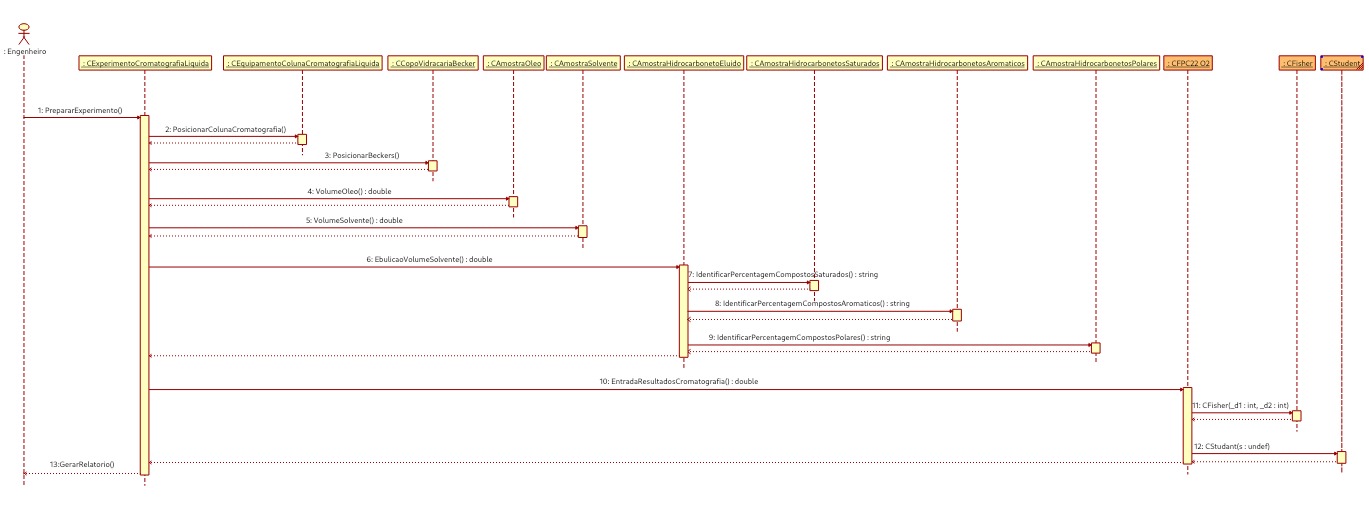 : Engenheiro
: CExperimentoCromatografiaLiquida
: CEquipamentoColunaCromatografiaLiquida
: CCopoVidracariaBecker
: CAmostraOleo
: CAmostraSolvente
: CAmostraHidrocarbonetoEluido
: CAmostraHidrocarbonetosSaturados
: CAmostraHidrocarbonetosAromaticos
: CAmostraHidrocarbonetosPolares
: CFPC22 O2
: CFisher
: CStudent
1: PrepararExperimento()
2: PosicionarColunaCromatografia()
3: PosicionarBeckers()
4: VolumeOleo() : double
5: VolumeSolvente() : double
6: EbulicaoVolumeSolvente() : double
7: IdentificarPercentagemCompostosSaturados() : string
8: IdentificarPercentagemCompostosAromaticos() : string
9: IdentificarPercentagemCompostosPolares() : string
10: EntradaResultadosCromatografia() : double
11: CFisher(_d1 : int, _d2 : int)
12: CStudent(s : undef)
13:GerarRelatorio()